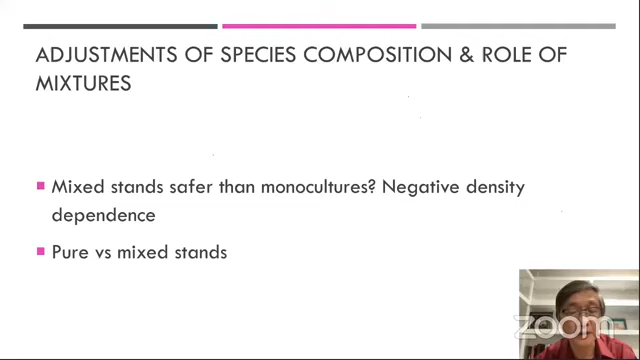 ADJUSTMENTS OF SPECIES COMPOSITION & ROLE OF
MIXTURES
Mixed stands safer than monocultures? Negative density
dependence
Pure vs mixed stands
zoom